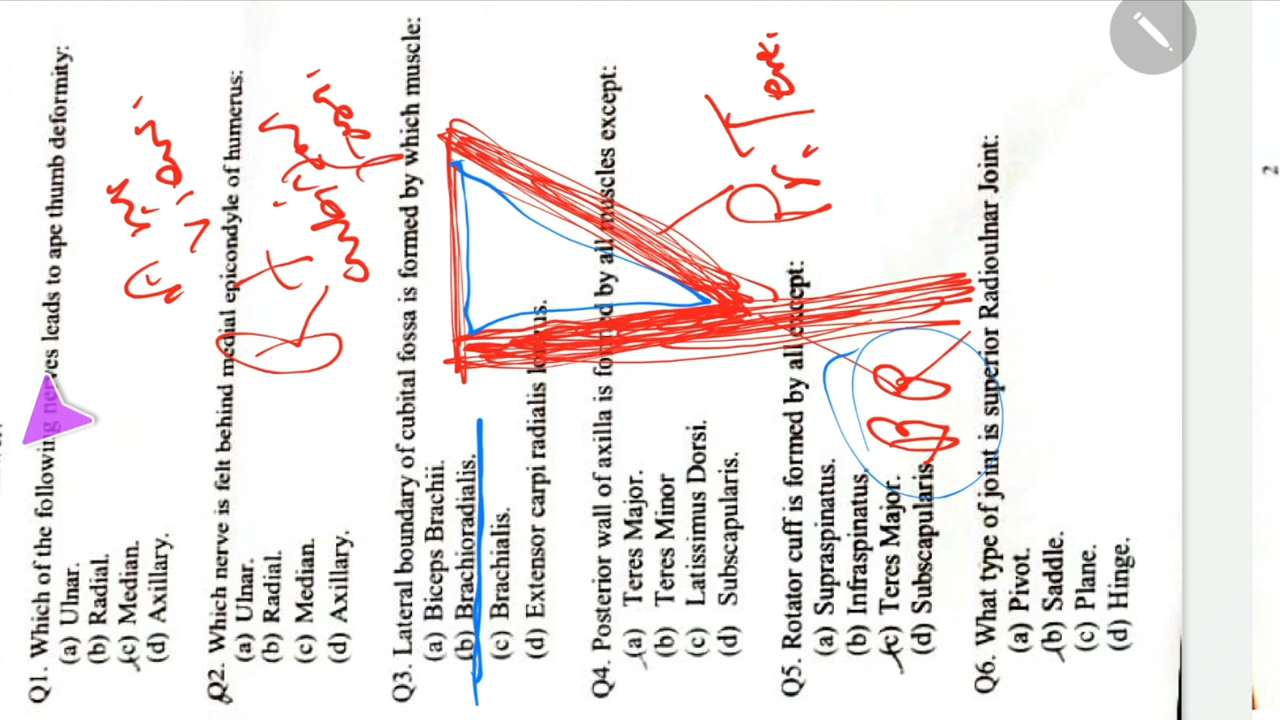 Q1. Which of the following nerves leads to ape thumb deformity:
(a) Ulnar.
(b) Radial.
(c) Median.
(d) Axillary.
Q2. Which nerve is felt behind medial epicondyle of humerus:
(a) Ulnar.
(b) Radial.
(c) Median.
(d) Axillary.
Q3. Lateral boundary of cubital fossa is formed by which muscle:
(a) Biceps Brachii.
(b) Brachioradialis.
(c) Brachialis.
(d) Extensor carpi radialis longus.
Q4. Posterior wall of axilla is formed by all muscles except:
(a) Teres Major.
(b) Teres Minor
(c) Latissimus Dorsi.
(d) Subscapularis.
Pr. Ter.
Q5. Rotator cuff is formed by all except:
(a) Supraspinatus.
(b) Infraspinatus.
(c) Teres Major.
(d) Subscapularis.
BR
Q6. What type of joint is superior Radioulnar Joint:
(a) Pivot.
(b) Saddle.
(c) Plane.
(d) Hinge.
2